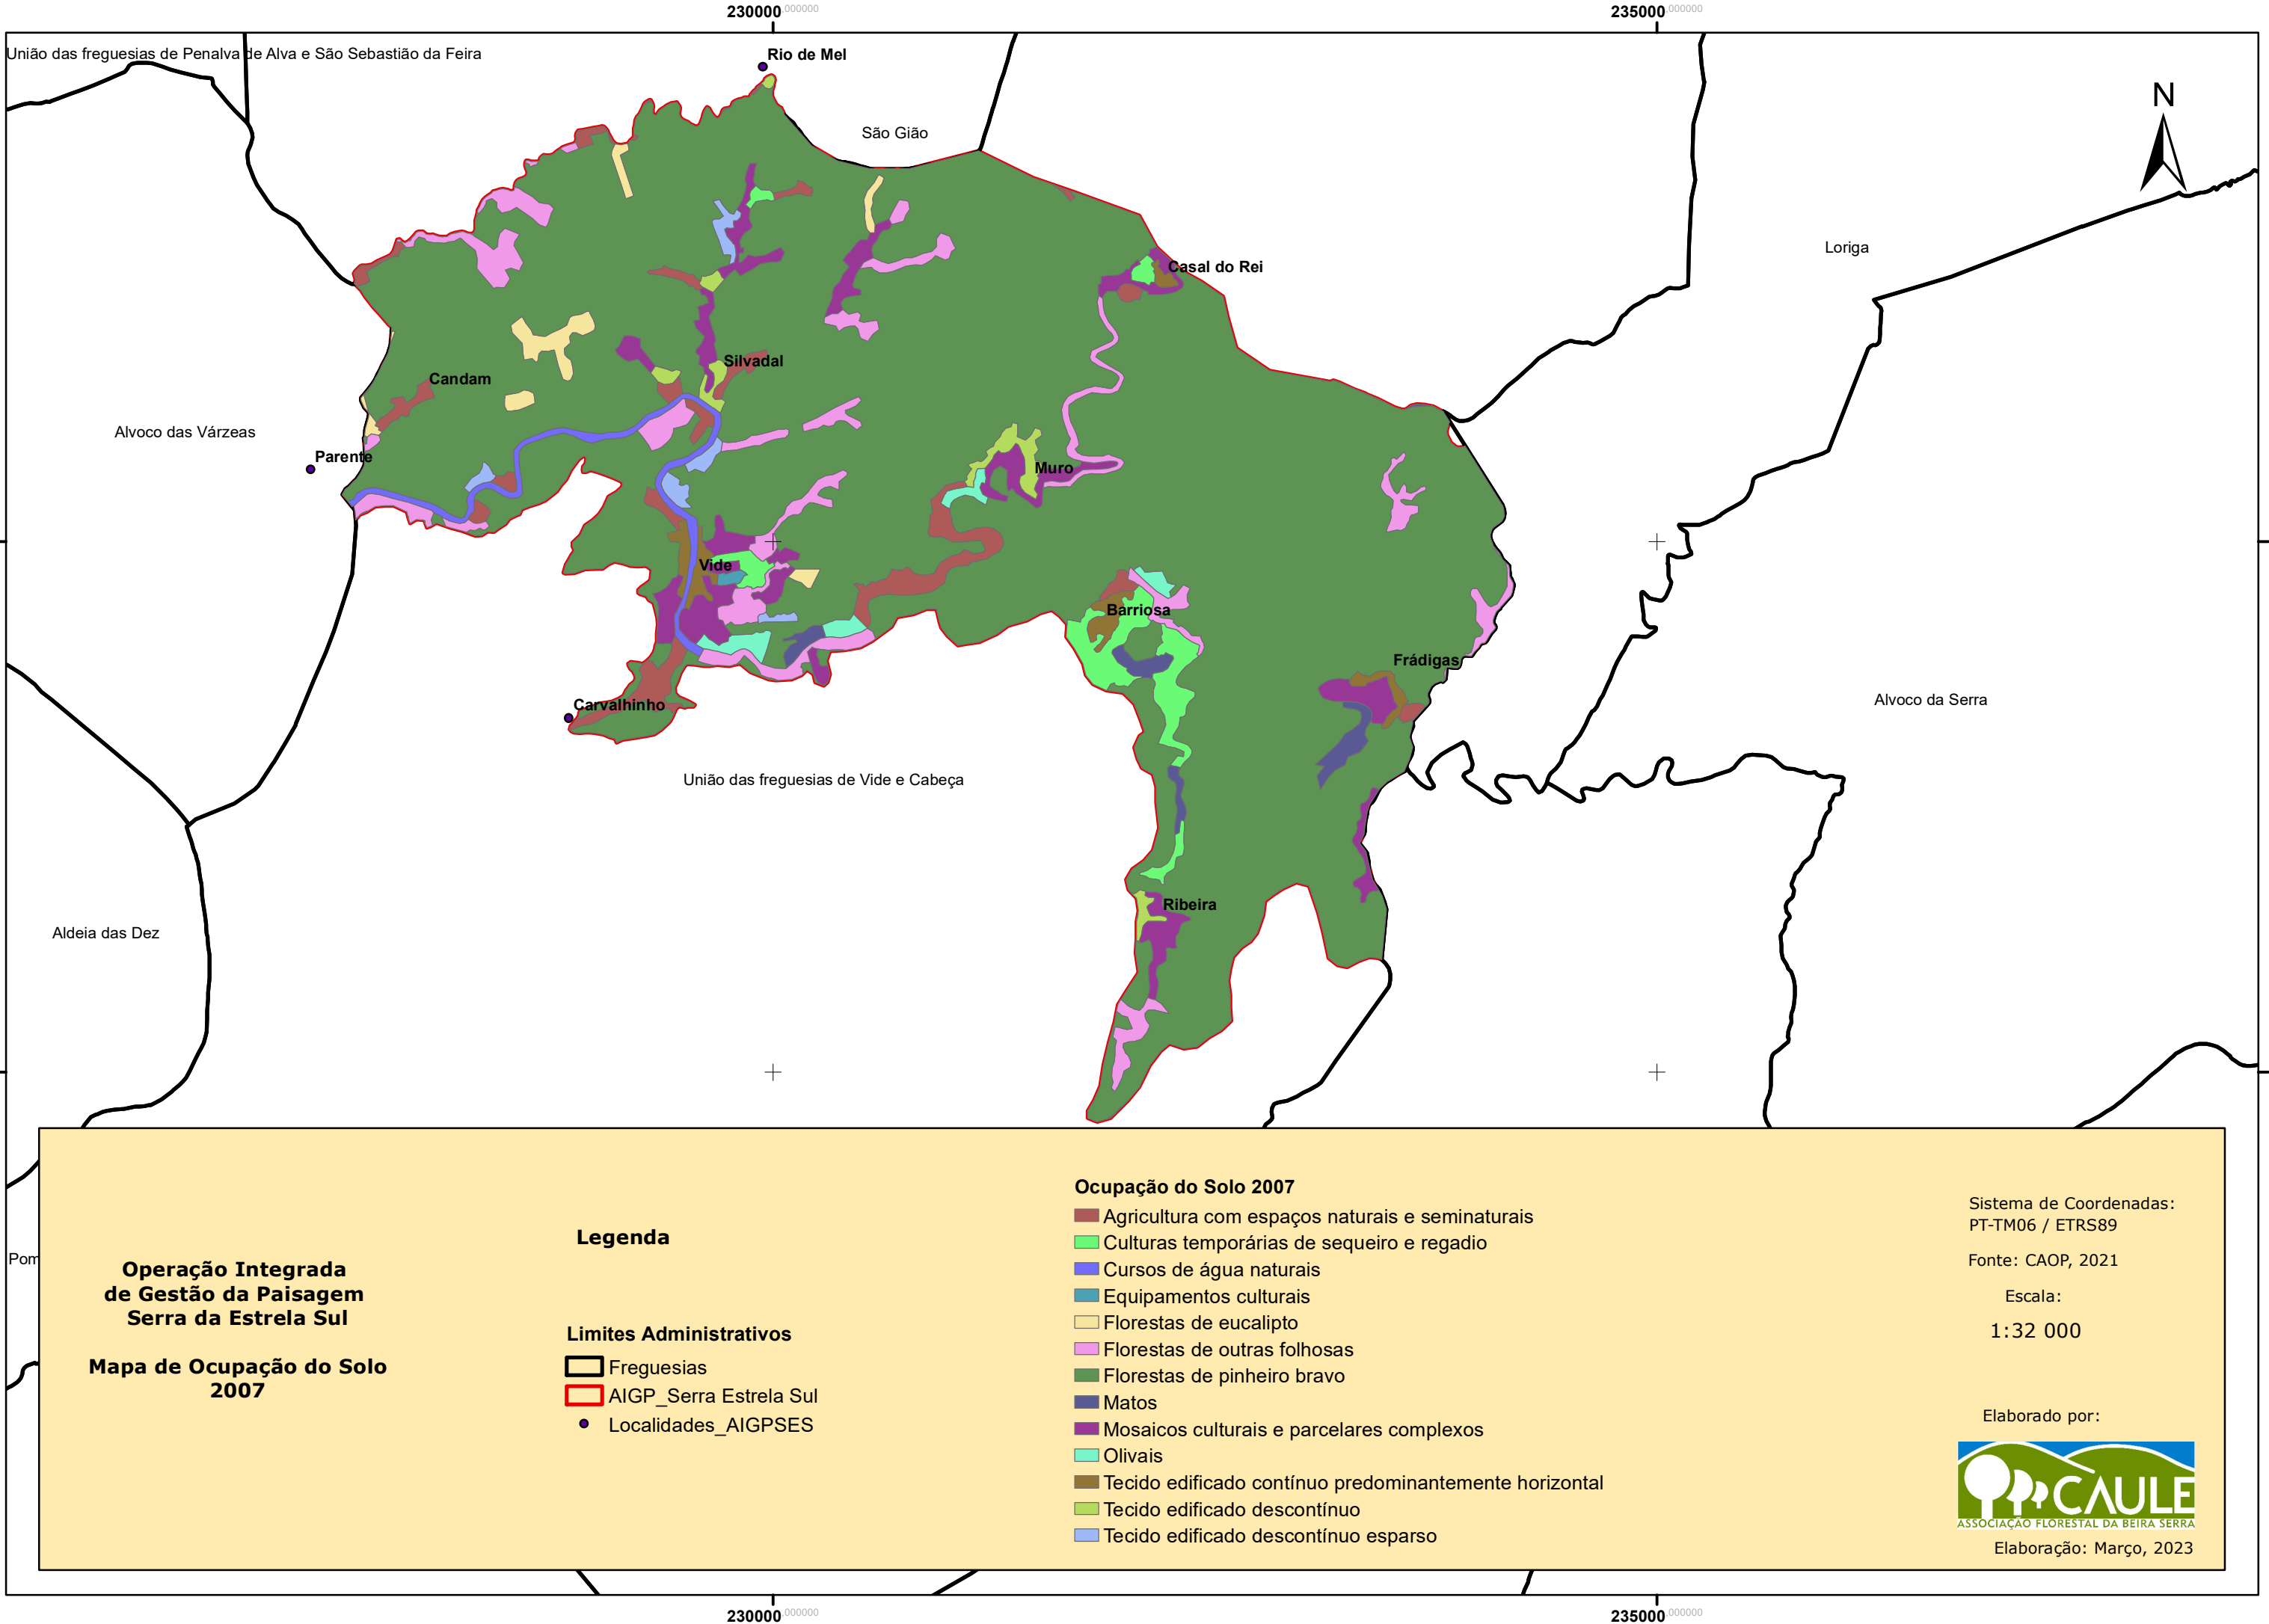 230000,000000
235000,000000
União das freguesias de Penalva de Alva e São Sebastião da Feira
Rio de Mel
N
São Gião
Loriga
Casal do Rei
Silvadal
Candam
Alvoco das Várzeas
Parente
Muro
Vide
Barriosa
Frádigas
Alvoco da Serra
Carvalhinho
União das freguesias de Vide e Cabeça
Ribeira
Aldeia das Dez
Pom
Operação Integrada
de Gestão da Paisagem
Serra da Estrela Sul
Mapa de Ocupação do Solo
2007
Legenda
Limites Administrativos
Freguesias
AIGP_Serra Estrela Sul
Localidades_AIGPSES
Ocupação do Solo 2007
Agricultura com espaços naturais e seminaturais
Culturas temporárias de sequeiro e regadio
Cursos de água naturais
Equipamentos culturais
Florestas de eucalipto
Florestas de outras folhosas
Florestas de pinheiro bravo
Matos
Mosaicos culturais e parcelares complexos
Olivais
Tecido edificado contínuo predominantemente horizontal
Tecido edificado descontínuo
Tecido edificado descontínuo esparso
Sistema de Coordenadas:
PT-TM06 / ETRS89
Fonte: CAOP, 2021
Escala:
1:32 000
Elaborado por:
CAULE
ASSOCIAÇÃO FLORESTAL DA BEIRA SERRA
Elaboração: Março, 2023
230000,000000
235000,000000